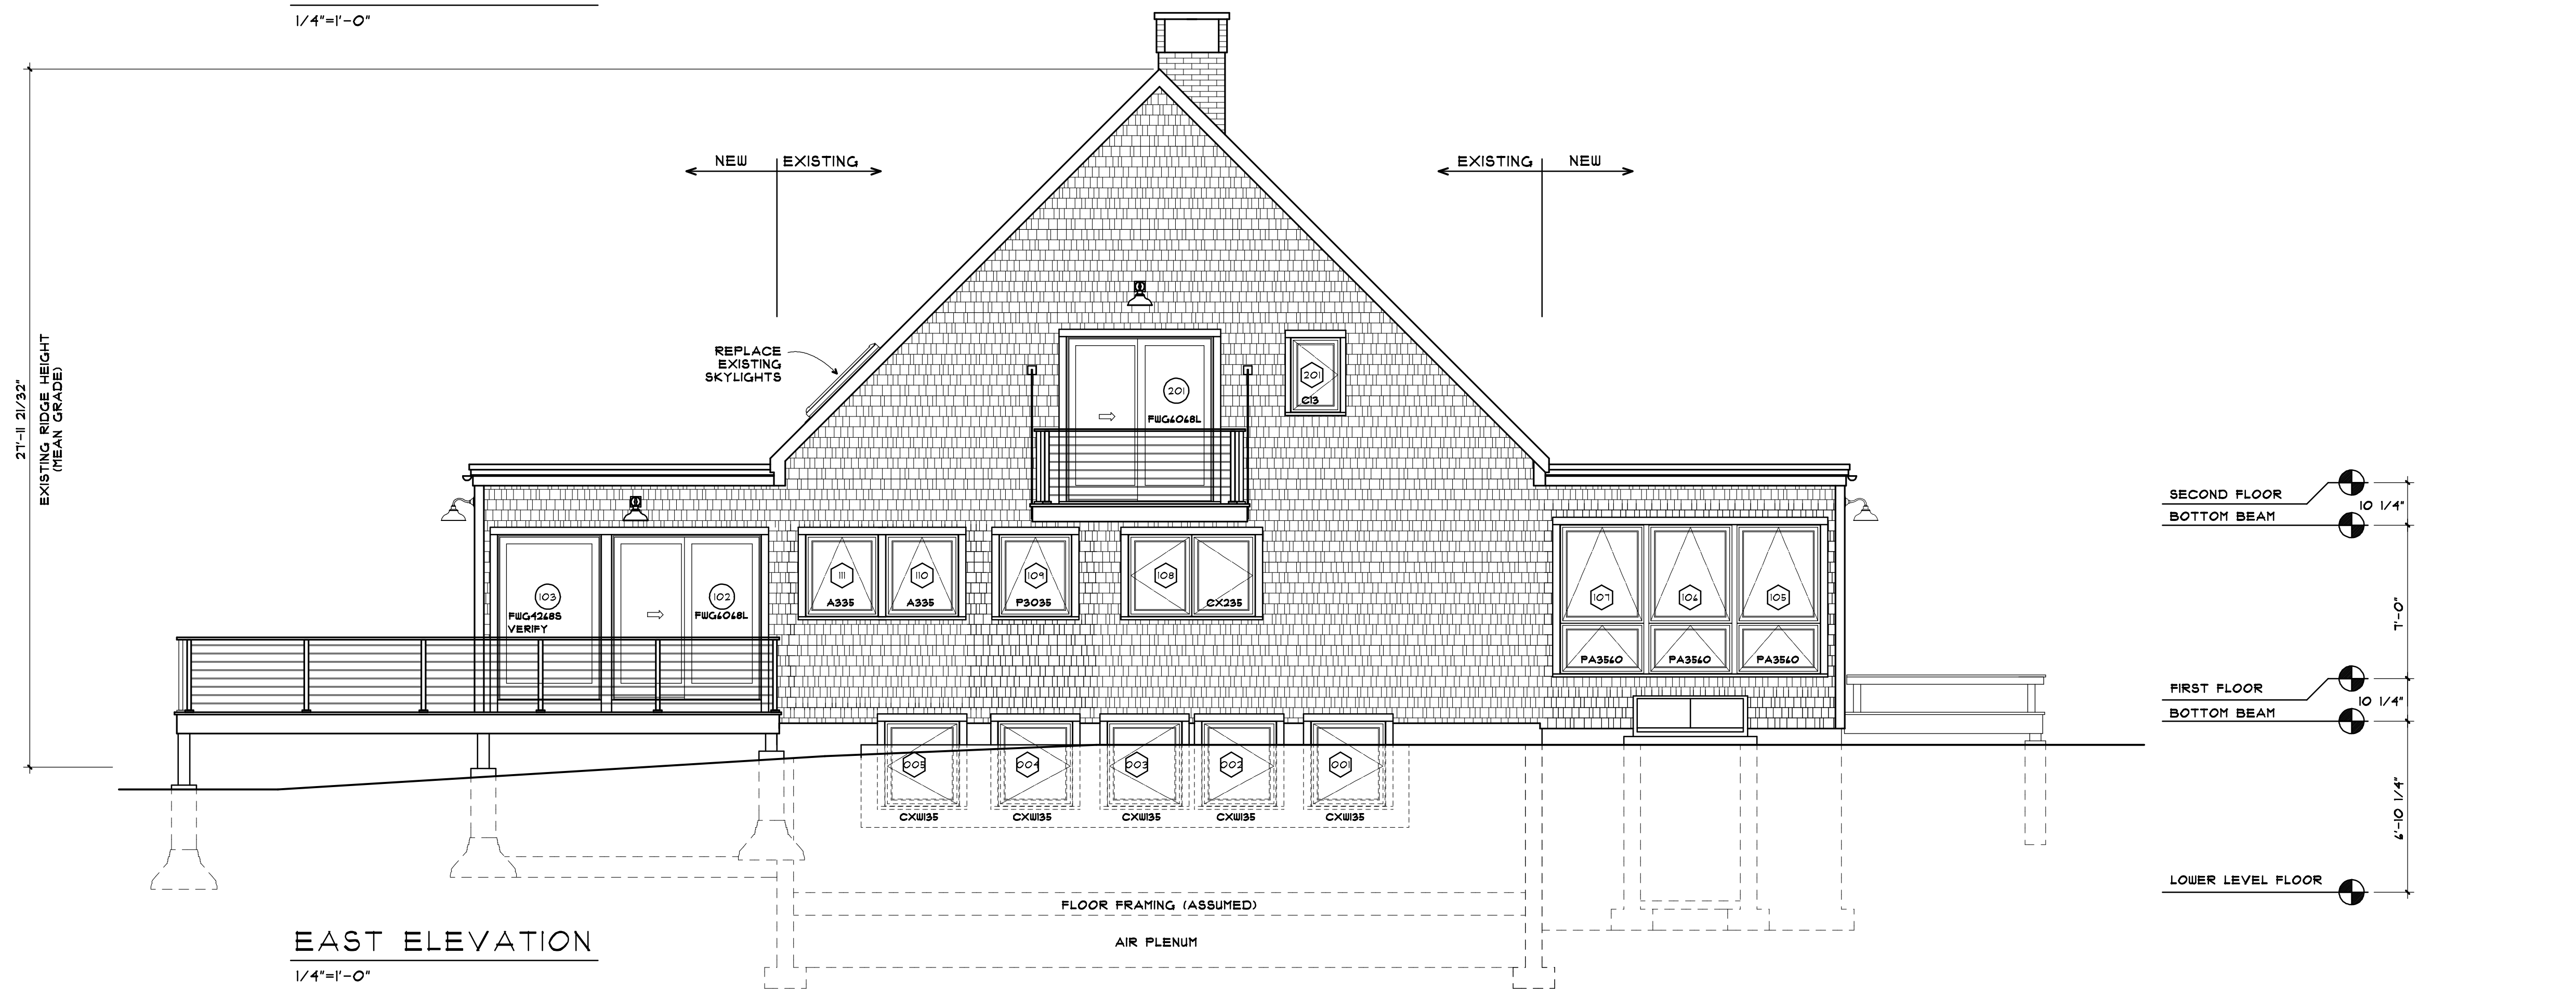 1/4"=1'-0"
NEW
EXISTING
EXISTING
NEW
REPLACE
EXISTING
SKYLIGHTS
27'-11 21/32"
EXISTING RIDGE HEIGHT
(MEAN GRADE)
201
FWG6068L
201
C13
103
FWG4268S
VERIFY
102
FWG6068L
111
A335
110
A335
109
P3035
108
CX235
107
PA3560
106
PA3560
105
PA3560
005
CXW135
004
CXW135
003
CXW135
002
CXW135
001
CXW135
SECOND FLOOR
10 1/4"
BOTTOM BEAM
7'-0"
FIRST FLOOR
10 1/4"
BOTTOM BEAM
6'-10 1/4"
LOWER LEVEL FLOOR
FLOOR FRAMING (ASSUMED)
AIR PLENUM
EAST ELEVATION
1/4"=1'-0"